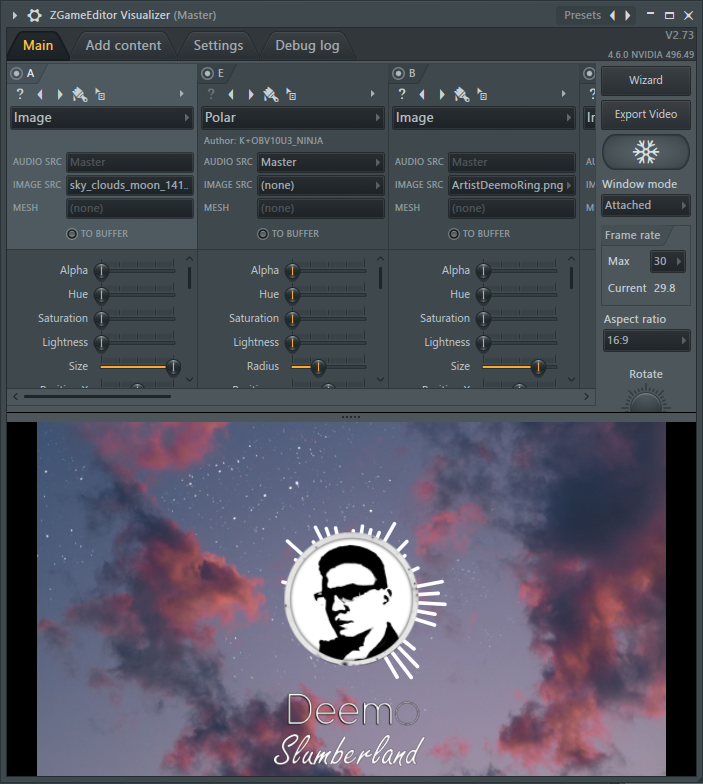 ZGameEditor Visualizer (Master)
Presets
Main
Add content
Settings
Debug log
V2.73
4.6.0 NVIDIA 496.49
A
E
B
?
?
?
Image
Polar
Image
Author: K+OBV10U3_NINJA
AUDIO SRC Master
AUDIO SRC Master
AUDIO SRC Master
IMAGE SRC sky_clouds_moon_141..
IMAGE SRC (none)
IMAGE SRC ArtistDeemoRing.png
MESH (none)
MESH (none)
TO BUFFER
TO BUFFER
TO BUFFER
Alpha
Hue
Saturation
Lightness
Size
Alpha
Hue
Saturation
Lightness
Radius
Alpha
Hue
Saturation
Lightness
Size
Wizard
Export Video
Window mode
Attached
Frame rate
Max 30
Current 29.8
Aspect ratio
16:9
Rotate
Deemo
Slumberland